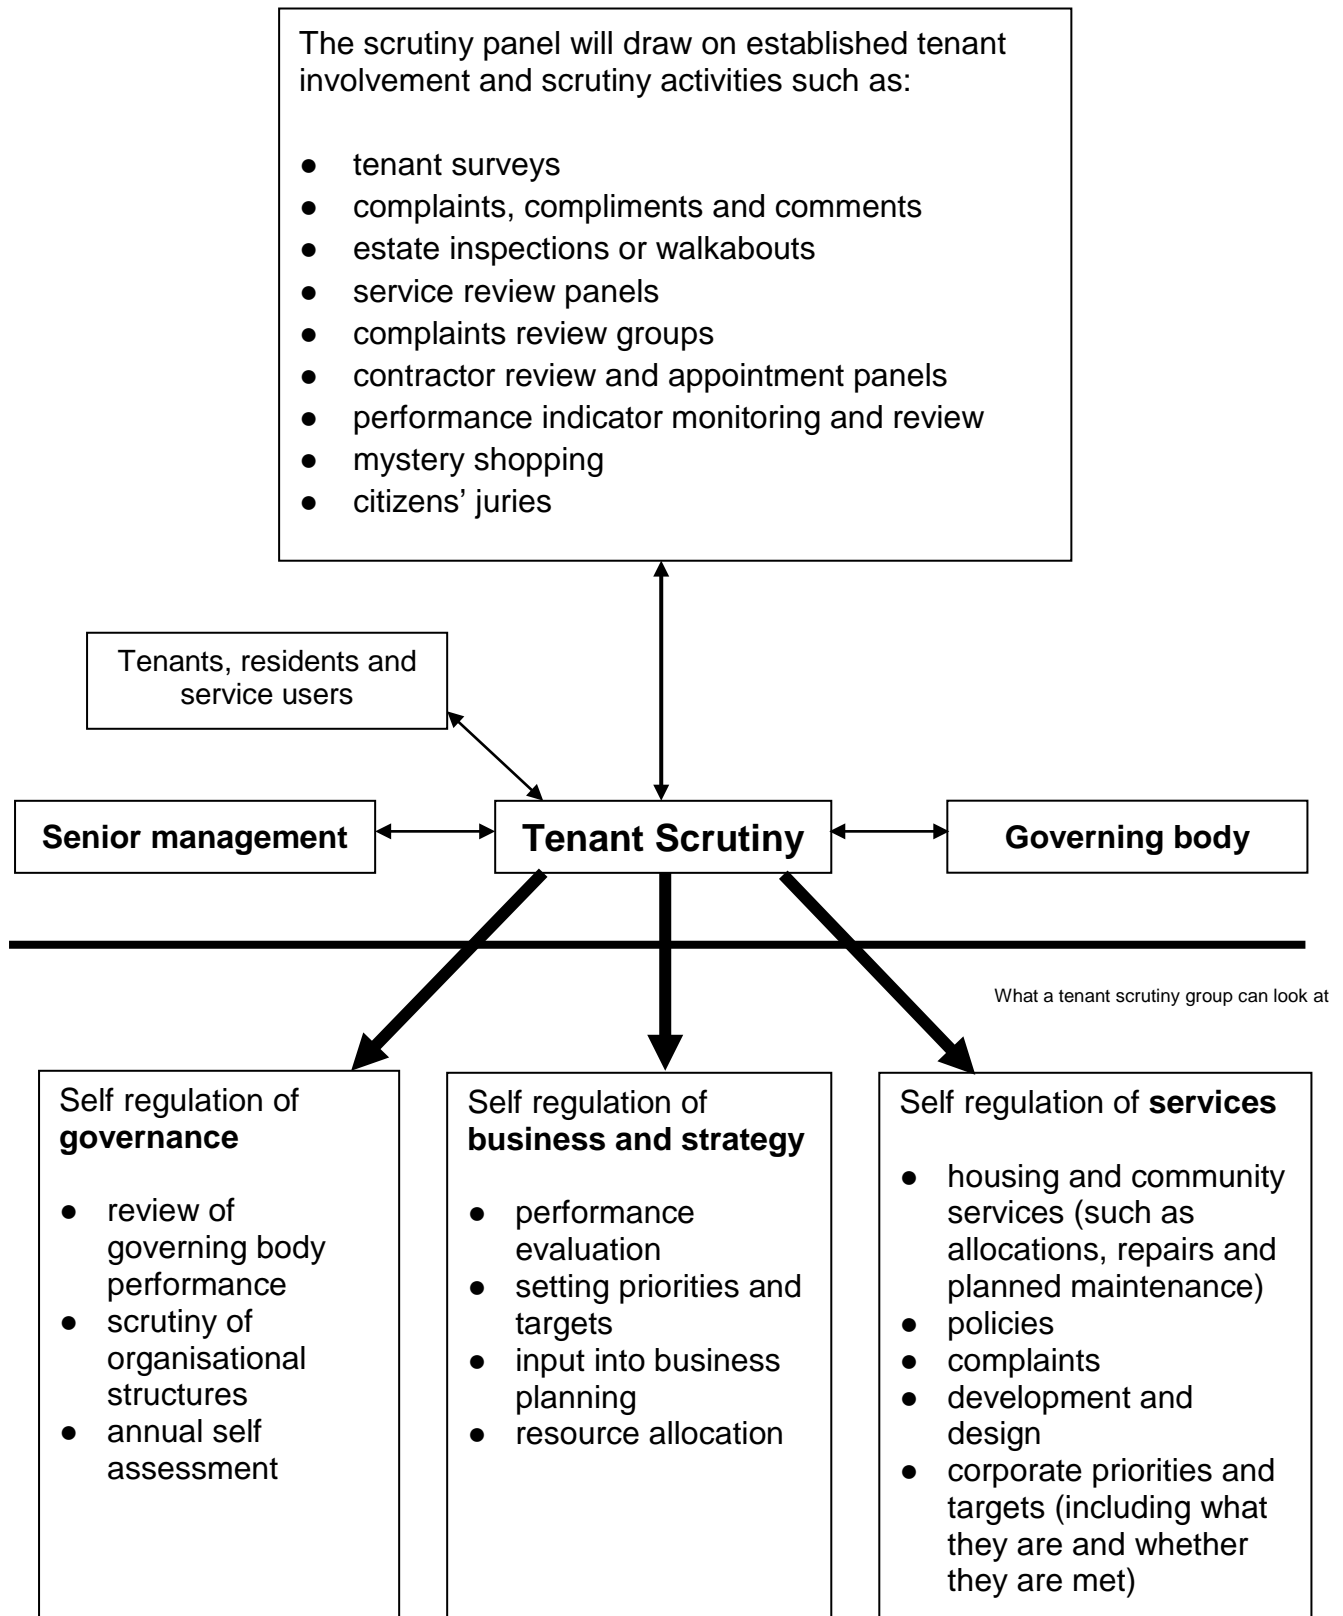 The scrutiny panel will draw on established tenant
involvement and scrutiny activities such as:
● tenant surveys
● complaints, compliments and comments
● estate inspections or walkabouts
● service review panels
● complaints review groups
● contractor review and appointment panels
● performance indicator monitoring and review
● mystery shopping
● citizens’ juries
Tenants, residents and
service users
Senior management
Tenant Scrutiny
Governing body
What a tenant scrutiny group can look at
Self regulation of
governance
● review of
governing body
performance
● scrutiny of
organisational
structures
● annual self
assessment
Self regulation of
business and strategy
● performance
evaluation
● setting priorities and
targets
● input into business
planning
● resource allocation
Self regulation of services
● housing and community
services (such as
allocations, repairs and
planned maintenance)
● policies
● complaints
● development and
design
● corporate priorities and
targets (including what
they are and whether
they are met)